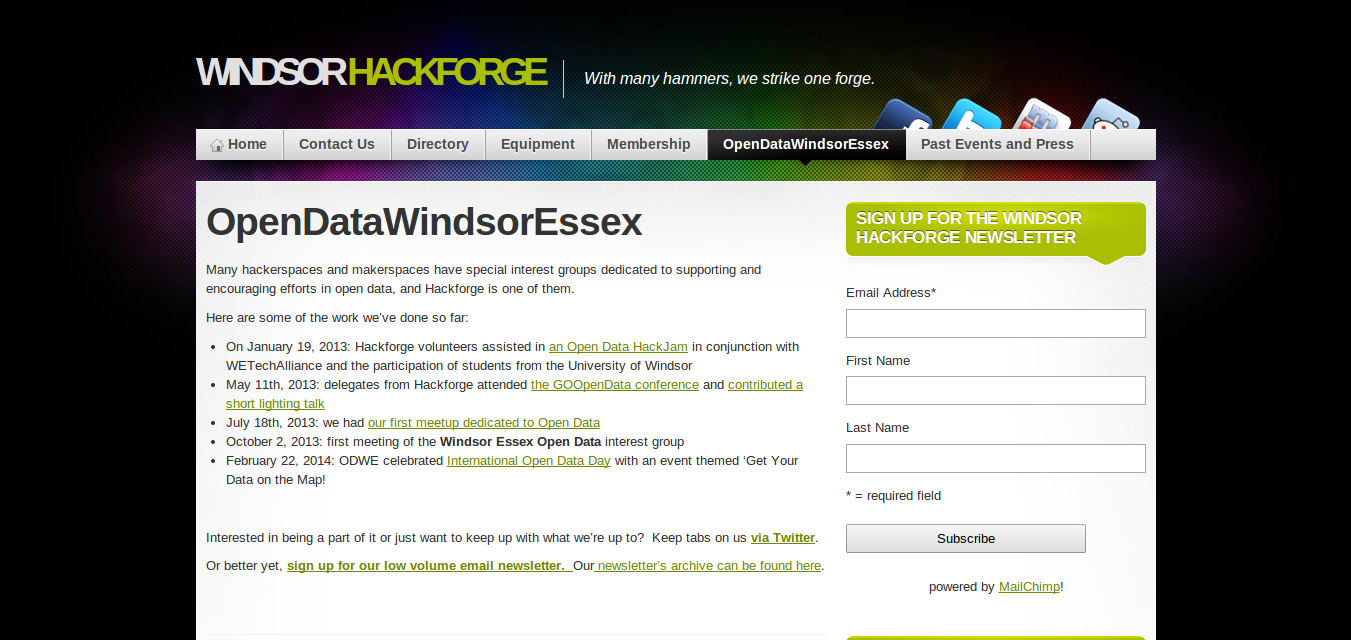 WINDSOR HACKFORGE
With many hammers, we strike one forge.
Home Contact Us Directory Equipment Membership OpenDataWindsorEssex Past Events and Press
OpenDataWindsorEssex
Many hackerspaces and makerspaces have special interest groups dedicated to supporting and
encouraging efforts in open data, and Hackforge is one of them.
Here are some of the work we've done so far:
• On January 19, 2013: Hackforge volunteers assisted in an Open Data HackJam in conjunction with
WETechAlliance and the participation of students from the University of Windsor
• May 11th, 2013: delegates from Hackforge attended the GOOpenData conference and contributed a
short lighting talk
• July 18th, 2013: we had our first meetup dedicated to Open Data
• October 2, 2013: first meeting of the Windsor Essex Open Data interest group
• February 22, 2014: ODWE celebrated International Open Data Day with an event themed ‘Get Your
Data on the Map!
Interested in being a part of it or just want to keep up with what we're up to? Keep tabs on us via Twitter.
Or better yet, sign up for our low volume email newsletter. Our newsletter's archive can be found here.
SIGN UP FOR THE WINDSOR
HACKFORGE NEWSLETTER
Email Address*
First Name
Last Name
* = required field
Subscribe
powered by MailChimp!